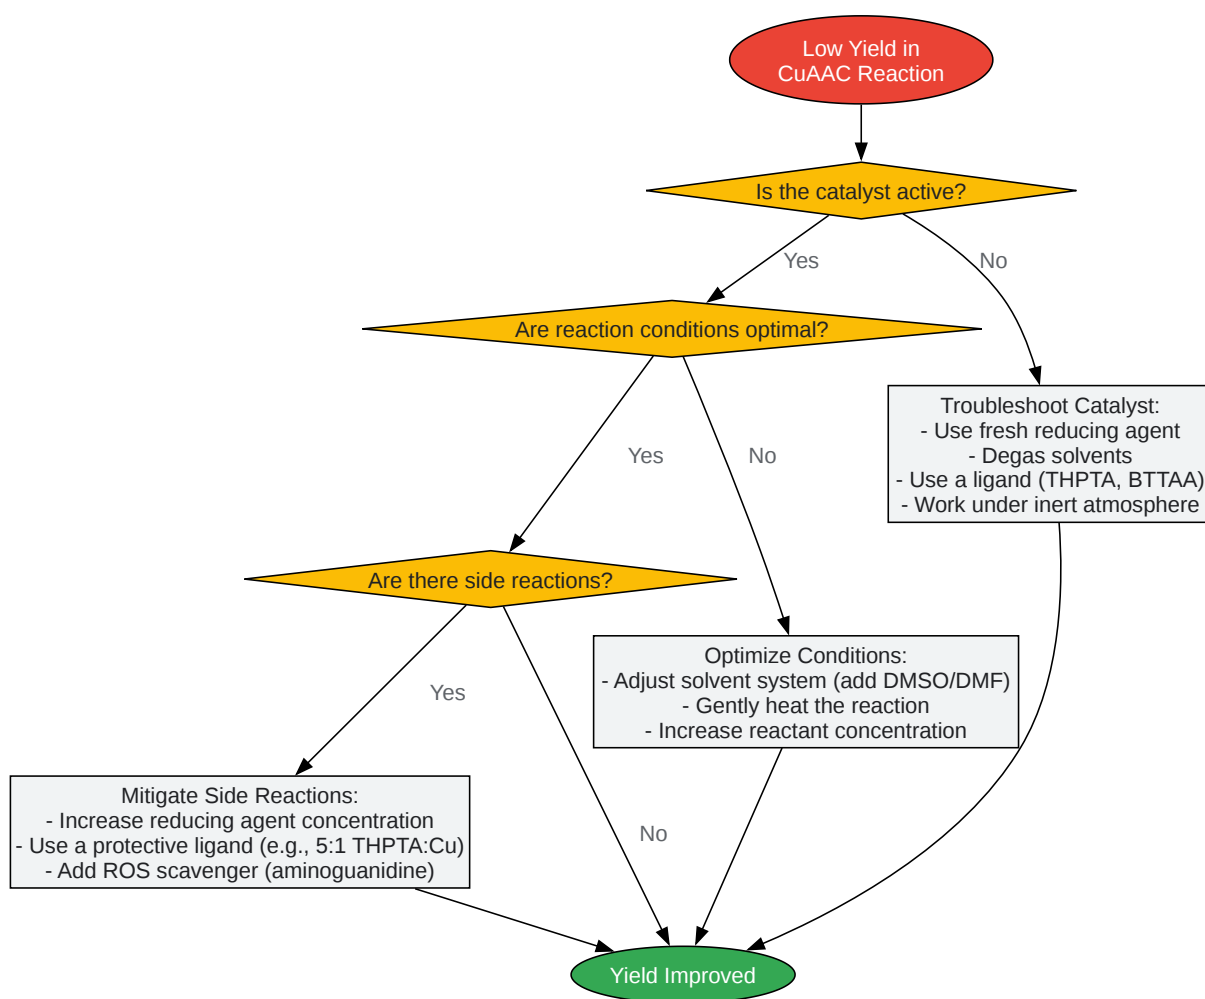 Low Yield in
CuAAC Reaction
Is the catalyst active?
Yes
No
Are reaction conditions optimal?
Troubleshoot Catalyst:
- Use fresh reducing agent
- Degas solvents
- Use a ligand (THPTA, BTTAA)
- Work under inert atmosphere
Yes
No
Are there side reactions?
Optimize Conditions:
- Adjust solvent system (add DMSO/DMF)
- Gently heat the reaction
- Increase reactant concentration
Yes
Mitigate Side Reactions:
- Increase reducing agent concentration
- Use a protective ligand (e.g., 5:1 THPTA:Cu)
- Add ROS scavenger (aminoguanidine)
No
Yield Improved